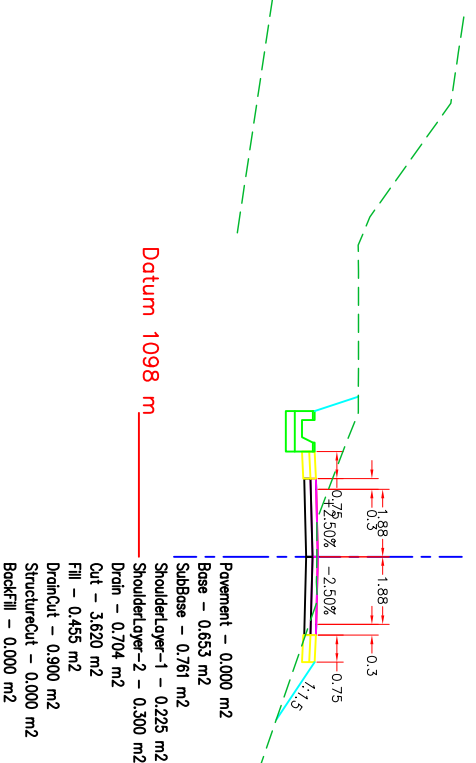 1.88
1.88
0.3
0.3
0.75
0.75
+2.50%
-2.50%
1:1.5
Pavement - 0.000 m2
Base - 0.653 m2
SubBase - 0.761 m2
ShoulderLayer-1 - 0.225 m2
ShoulderLayer-2 - 0.300 m2
Drain - 0.704 m2
Cut - 3.620 m2
Fill - 0.455 m2
DrainCut - 0.900 m2
StructureCut - 0.000 m2
BackFill - 0.000 m2
Datum 1098 m